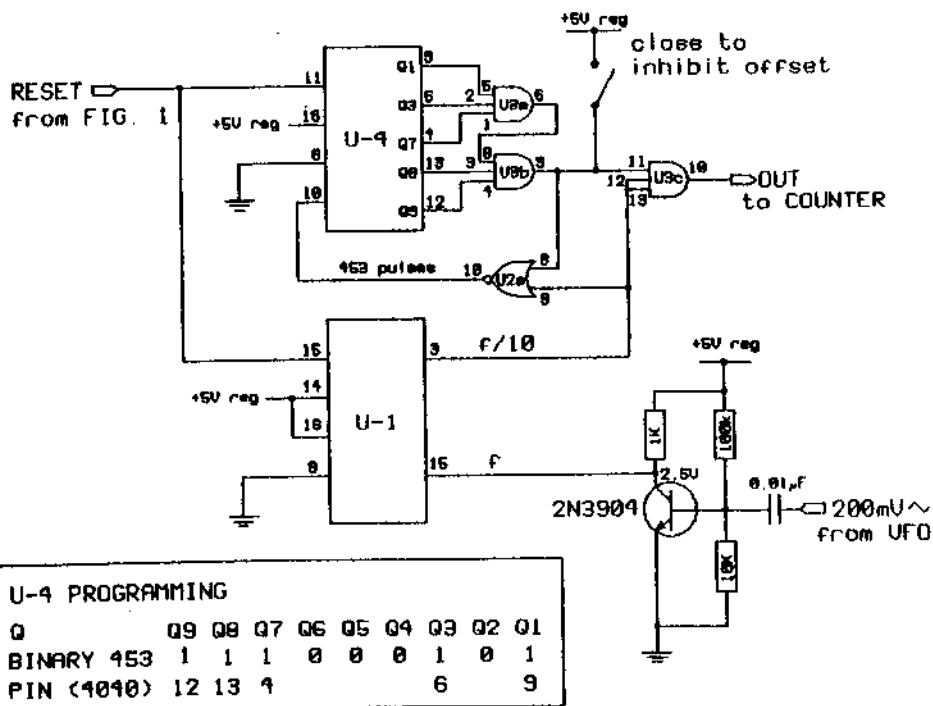 +5V reg
close to
inhibit offset
RESET
from FIG. 1
11
+5V reg
16
8
10
U-4
Q1
Q3
Q7
Q8
Q9
9
6
4
13
12
5
2
1
U3a
6
8
3
4
U3b
9
11
12
13
U3c
10
OUT
to COUNTER
453 pulses
10
U2a
8
9
15
+5V reg
14
16
8
U-1
3
f/10
15
f
+5V reg
1K
100K
2,5V
0.01µF
2N3904
200mV~
from VFO
10K
U-4 PROGRAMMING
Q Q9 Q8 Q7 Q6 Q5 Q4 Q3 Q2 Q1
BINARY 453 1 1 1 0 0 0 1 0 1
PIN (4040) 12 13 4 6 9